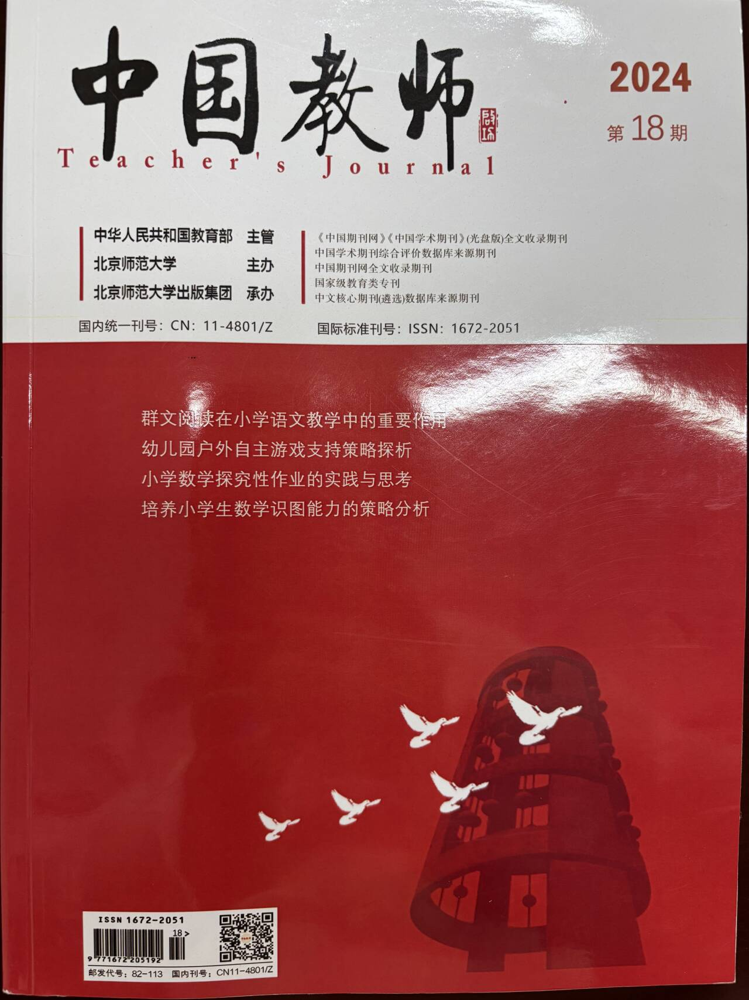 中国教师
启功
Teacher's Journal
2024
第18期
中华人民共和国教育部 主管
北京师范大学 主办
北京师范大学出版集团 承办
《中国期刊网》《中国学术期刊》(光盘版)全文收录期刊
中国学术期刊综合评价数据库来源期刊
中国期刊网全文收录期刊
国家级教育类专刊
中文核心期刊(遴选)数据库来源期刊
国内统一刊号：CN：11-4801/Z
国际标准刊号：ISSN：1672-2051
群文阅读在小学语文教学中的重要作用
幼儿园户外自主游戏支持策略探析
小学数学探究性作业的实践与思考
培养小学生数学识图能力的策略分析
ISSN 1672-2051
18>
9 771672 205192
邮发代号：82-113 国内刊号：CN11-4801/Z